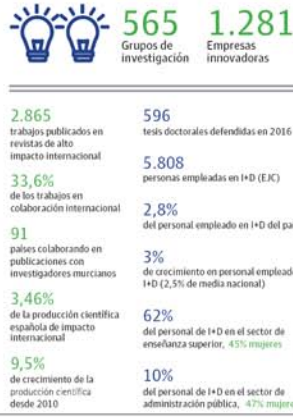 565
Grupos de
investigación
1.281
Empresas
innovadoras
2.865
trabajos publicados en
revistas de alto
impacto internacional
33,6%
de los trabajos en
colaboración internacional
91
países colaborando en
publicaciones con
investigadores murcianos
3,46%
de la producción científica
española de impacto
internacional
9,5%
de crecimiento de la
producción científica
desde 2010
596
tesis doctorales defendidas en 2016
5.808
personas empleadas en I+D (EJC)
2,8%
del personal empleado en I+D del pa
3%
de crecimiento en personal emplead
I+D (2,5% de media nacional)
62%
del personal de I+D en el sector de
enseñanza superior, 45% mujeres
10%
del personal de I+D en el sector de
administración pública, 47% mujere